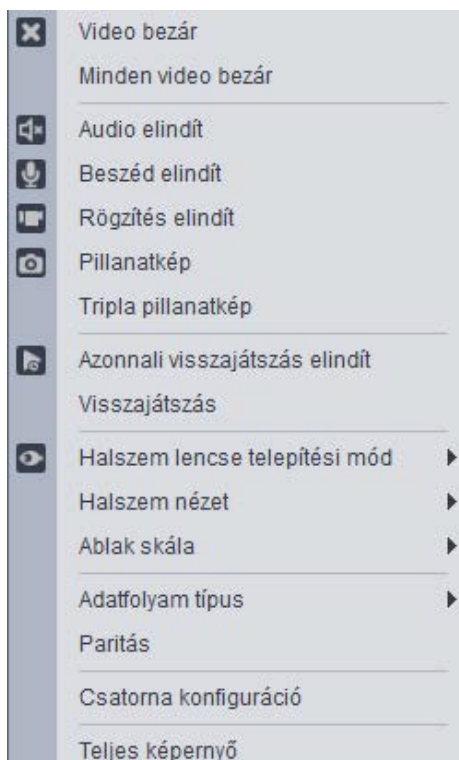 Video bezár
Minden video bezár
Audio elindít
Beszéd elindít
Rögzítés elindít
Pillanatkép
Tripla pillanatkép
Azonnali visszajátszás elindít
Visszajátszás
Halszem lencse telepítési mód
Halszem nézet
Ablak skála
Adatfolyam típus
Paritás
Csatorna konfiguráció
Teljes képernyő